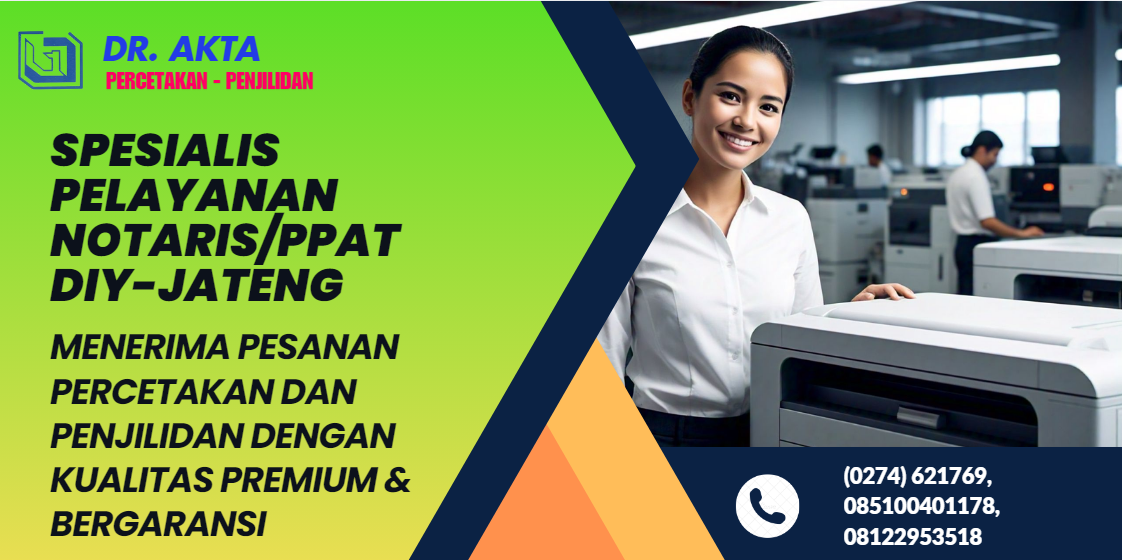 DR. AKTA
PERCETAKAN - PENJILIDAN
SPESIALIS
PELAYANAN
NOTARIS/PPAT
DIY-JATENG
MENERIMA PESANAN
PERCETAKAN DAN
PENJILIDAN DENGAN
KUALITAS PREMIUM &
BERGARANSI
(0274) 621769,
085100401178,
08122953518